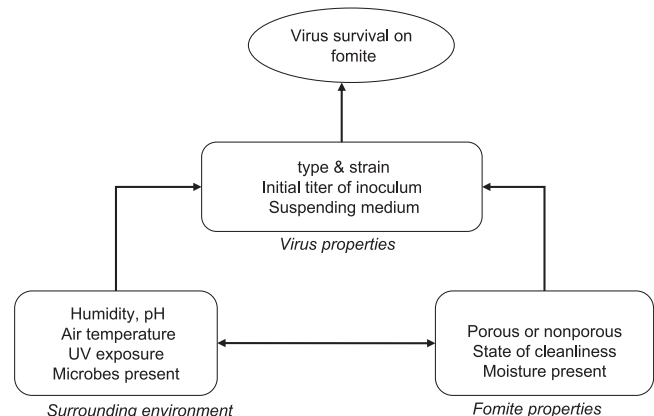 Virus survival on
fomite
type & strain
Initial titer of inoculum
Suspending medium
Virus properties
Humidity, pH
Air temperature
UV exposure
Microbes present
Surrounding environment
Porous or nonporous
State of cleanliness
Moisture present
Fomite properties